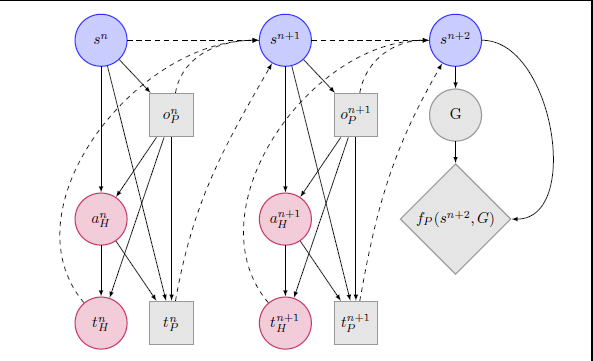 s^n s^{n+1} s^{n+2}
o_P^n o_P^{n+1} G
a_H^n a_H^{n+1} f_P(s^{n+2}, G)
t_H^n t_P^n t_H^{n+1} t_P^{n+1}